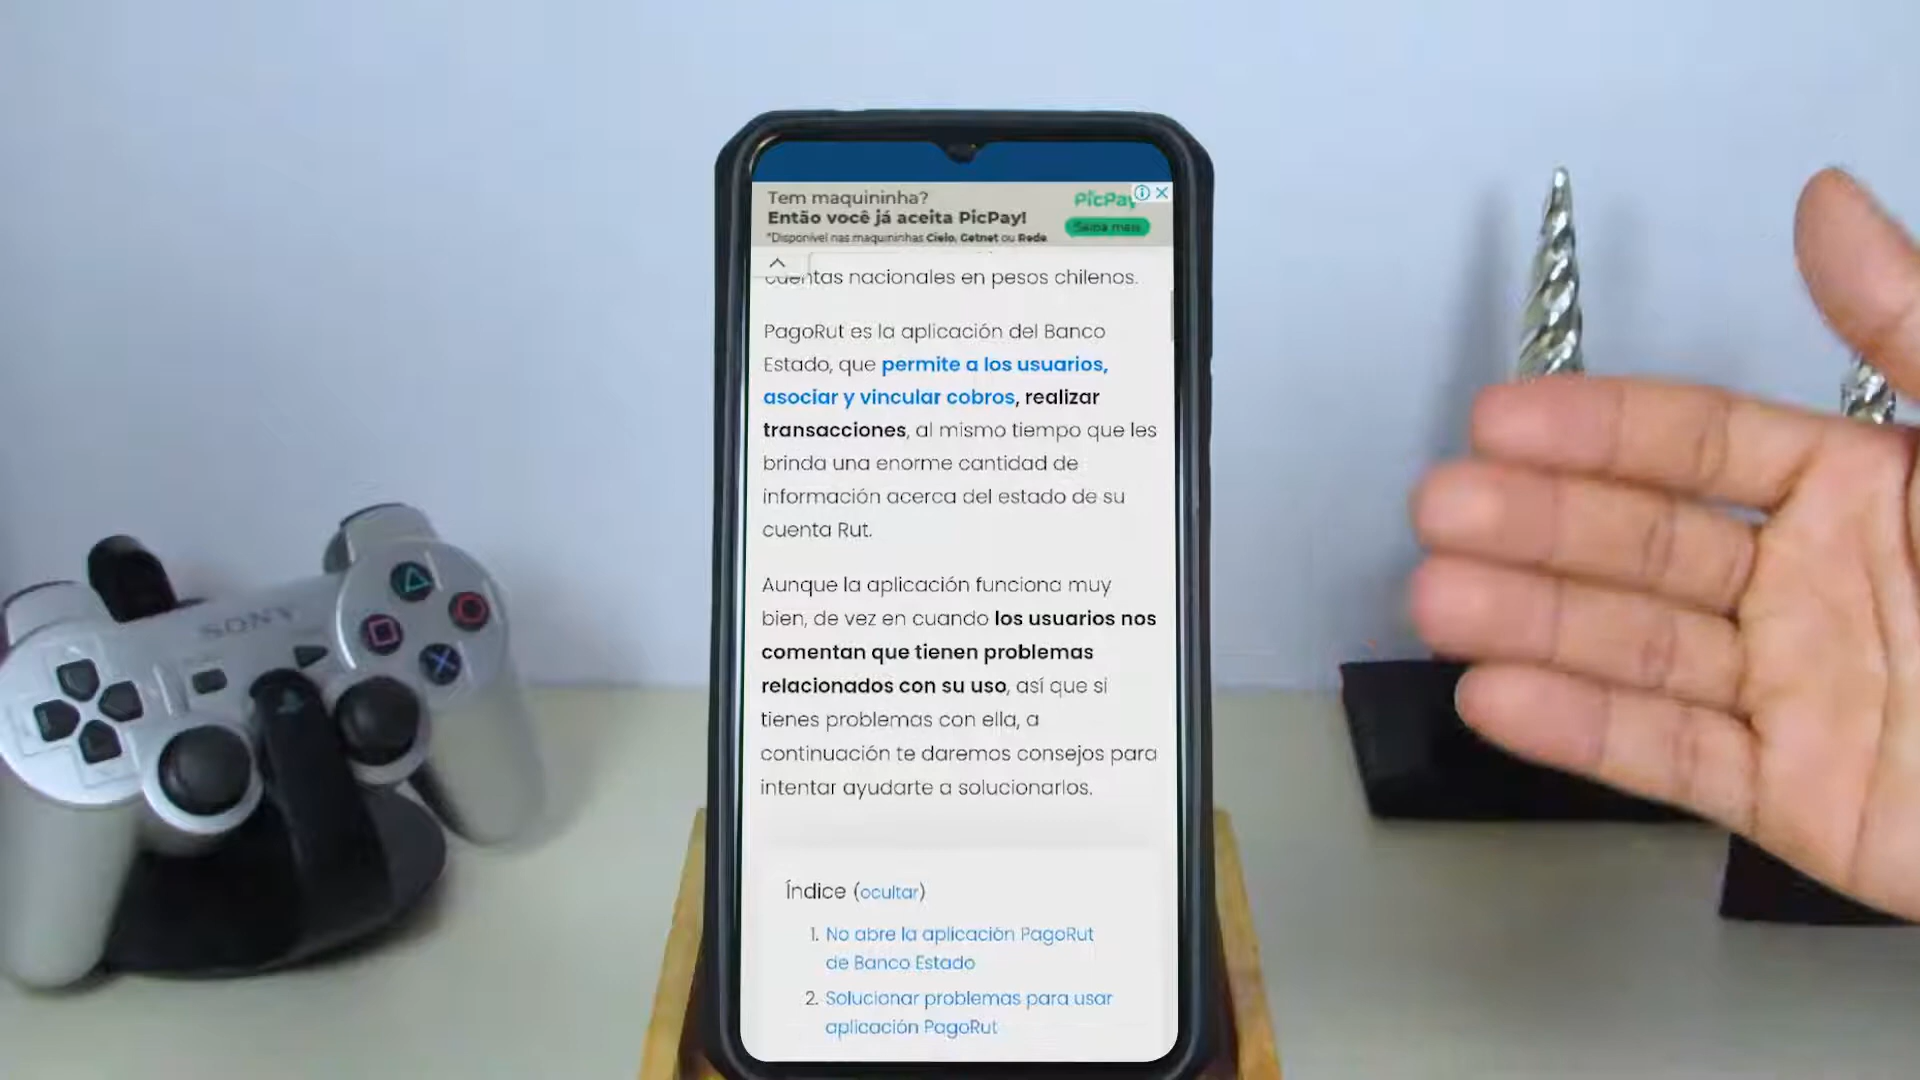 Tem maquininha?
Então você já aceita PicPay!
*Disponível nas maquininhas Cielo, Getnet ou Rede.
PicPay
Saiba mais
cuentas nacionales en pesos chilenos.
PagoRut es la aplicación del Banco
Estado, que permite a los usuarios,
asociar y vincular cobros, realizar
transacciones, al mismo tiempo que les
brinda una enorme cantidad de
información acerca del estado de su
cuenta Rut.
Aunque la aplicación funciona muy
bien, de vez en cuando los usuarios nos
comentan que tienen problemas
relacionados con su uso, así que si
tienes problemas con ella, a
continuación te daremos consejos para
intentar ayudarte a solucionarlos.
Índice (ocultar)
1. No abre la aplicación PagoRut
de Banco Estado
2. Solucionar problemas para usar
aplicación PagoRut
SONY